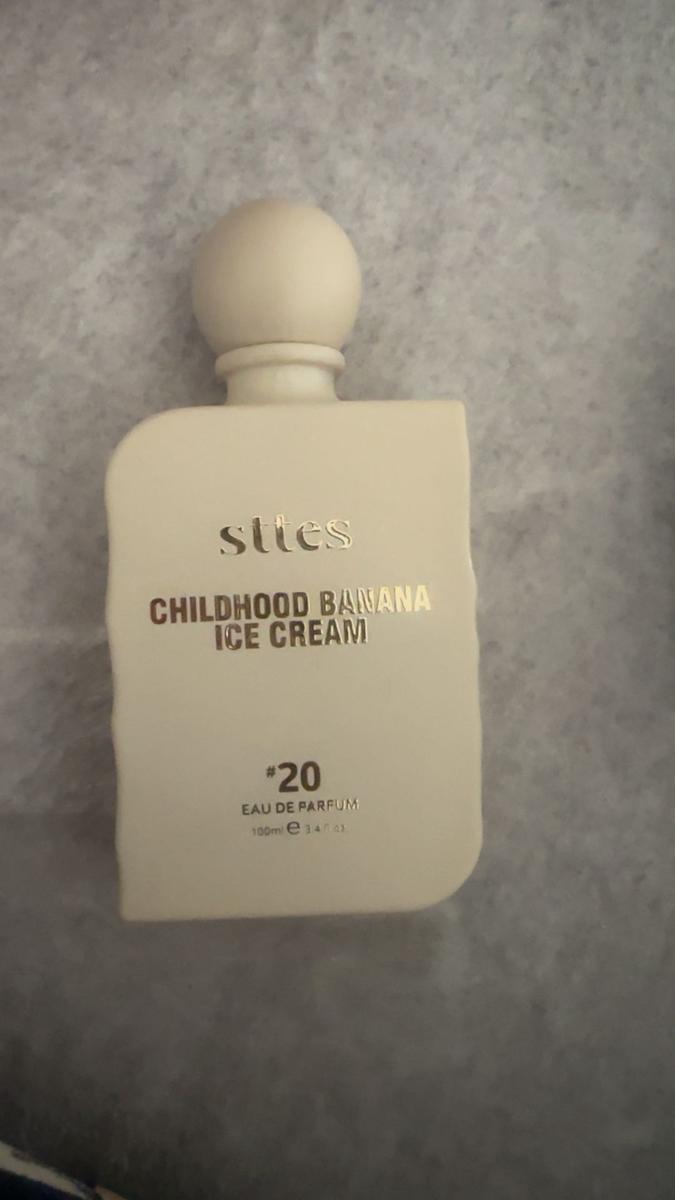 sttes
CHILDHOOD BANANA
ICE CREAM
#20
EAU DE PARFUM
100ml e 3.4 fl oz.